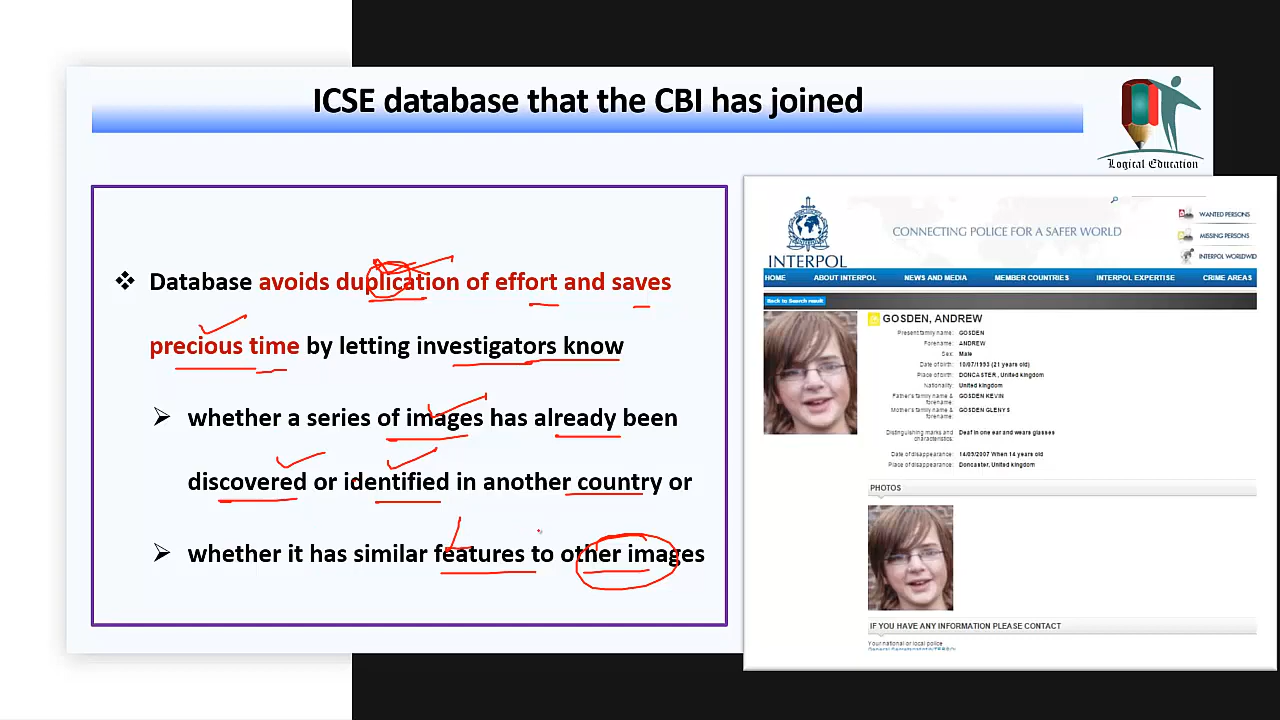 ICSE database that the CBI has joined
Logical Education
❖ Database avoids duplication of effort and saves
precious time by letting investigators know
➢ whether a series of images has already been
discovered or identified in another country or
➢ whether it has similar features to other images
INTERPOL
CONNECTING POLICE FOR A SAFER WORLD
WANTED PERSONS
MISSING PERSONS
INTERPOL WORLDWID
HOME ABOUT INTERPOL NEWS AND MEDIA MEMBER COUNTRIES INTERPOL EXPERTISE CRIME AREAS
Back to Search result
GOSDEN, ANDREW
Present family name: GOSDEN
Forename: ANDREW
Sex: Male
Date of birth: 10/07/1993 (21 years old)
Place of birth: DONCASTER , United kingdom
Nationality: United kingdom
Father's family name & forename: GOSDEN KEVIN
Mother's family name & forename: GOSDEN GLENYS
Distinguishing marks and characteristics: Deaf in one ear and weare glasses
Date of disappearance: 14/09/2007 When 14 years old
Place of disappearance: Doncaster, United kingdom
PHOTOS
IF YOU HAVE ANY INFORMATION PLEASE CONTACT
Your national or local police